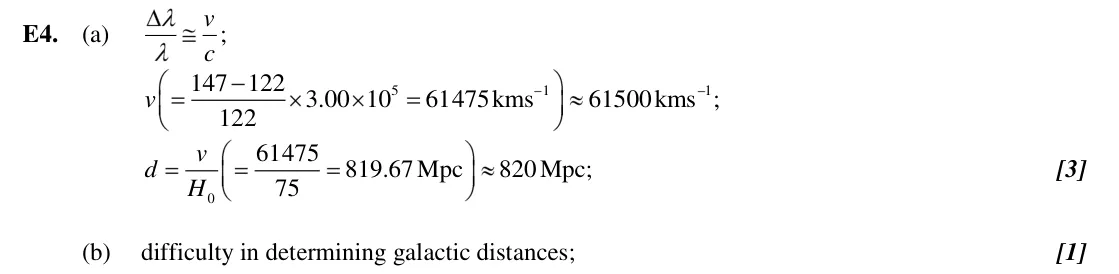 E4. (a) Δλ/λ ≅ v/c;
v(= 147−122/122 × 3.00×10⁵ = 61475 kms⁻¹) ≈ 61500 kms⁻¹;
d = v/H₀ (= 61475/75 = 819.67 Mpc) ≈ 820 Mpc; [3]
(b) difficulty in determining galactic distances; [1]